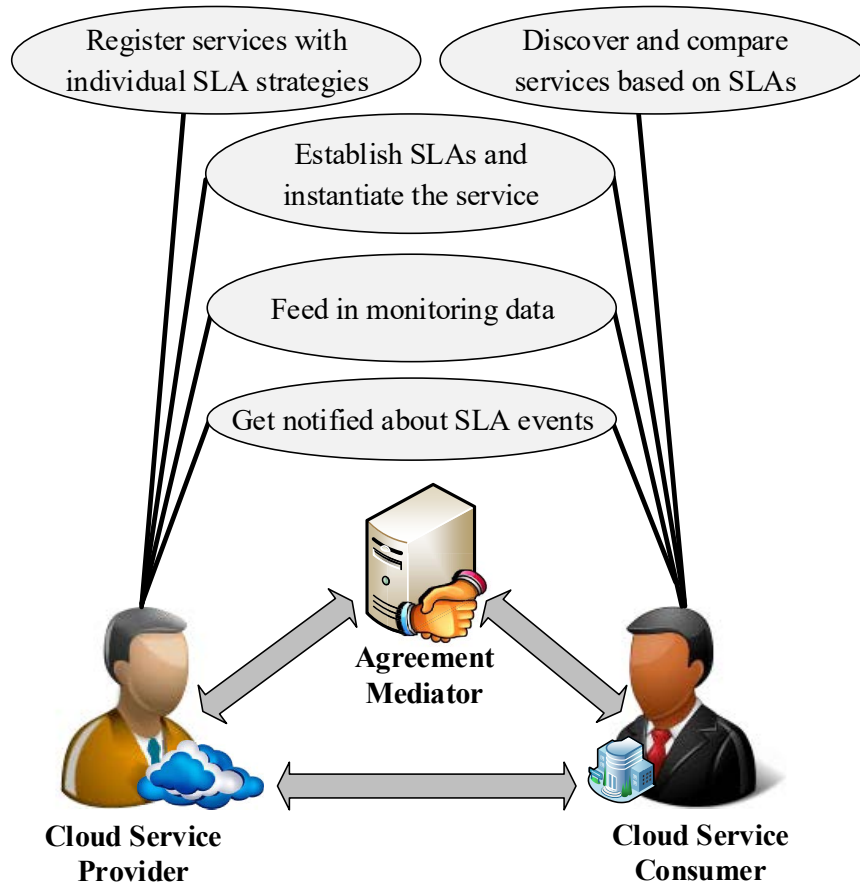 Register services with
individual SLA strategies
Discover and compare
services based on SLAs
Establish SLAs and
instantiate the service
Feed in monitoring data
Get notified about SLA events
Agreement
Mediator
Cloud Service
Provider
Cloud Service
Consumer